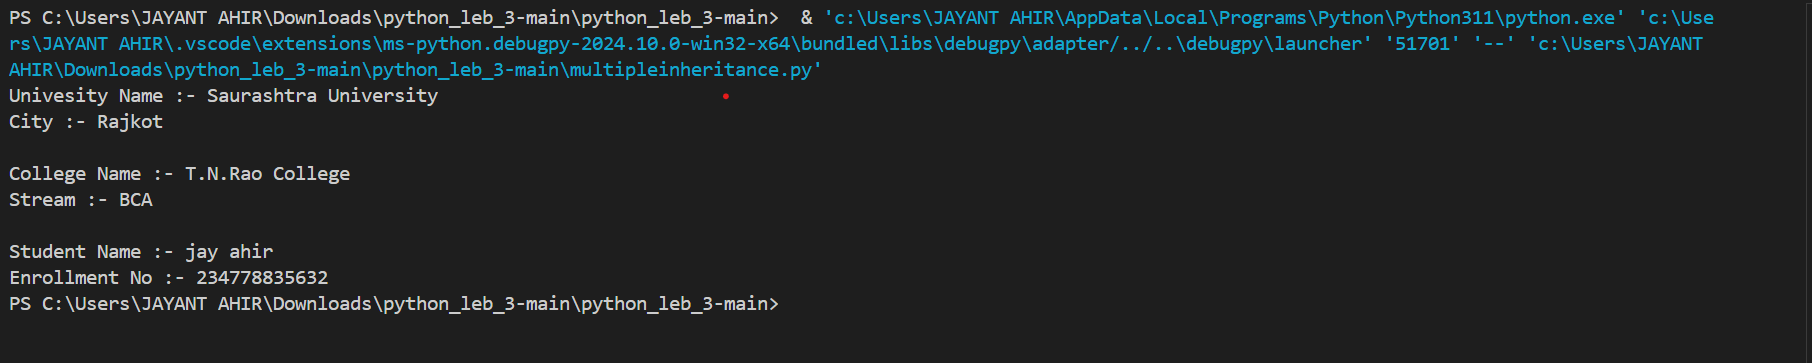 PS C:\Users\JAYANT AHIR\Downloads\python_leb_3-main\python_leb_3-main>  & 'c:\Users\JAYANT AHIR\AppData\Local\Programs\Python\Python311\python.exe' 'c:\Use
rs\JAYANT AHIR\.vscode\extensions\ms-python.debugpy-2024.10.0-win32-x64\bundled\libs\debugpy\adapter/../..\debugpy\launcher' '51701' '--' 'c:\Users\JAYANT
AHIR\Downloads\python_leb_3-main\python_leb_3-main\multipleinheritance.py'
Univesity Name :- Saurashtra University
City :- Rajkot
College Name :- T.N.Rao College
Stream :- BCA
Student Name :- jay ahir
Enrollment No :- 234778835632
PS C:\Users\JAYANT AHIR\Downloads\python_leb_3-main\python_leb_3-main>